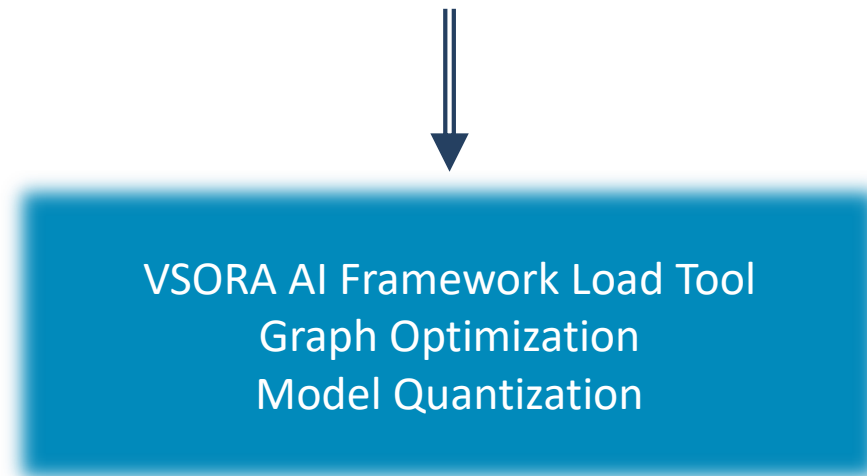 VSORA AI Framework Load Tool
Graph Optimization
Model Quantization